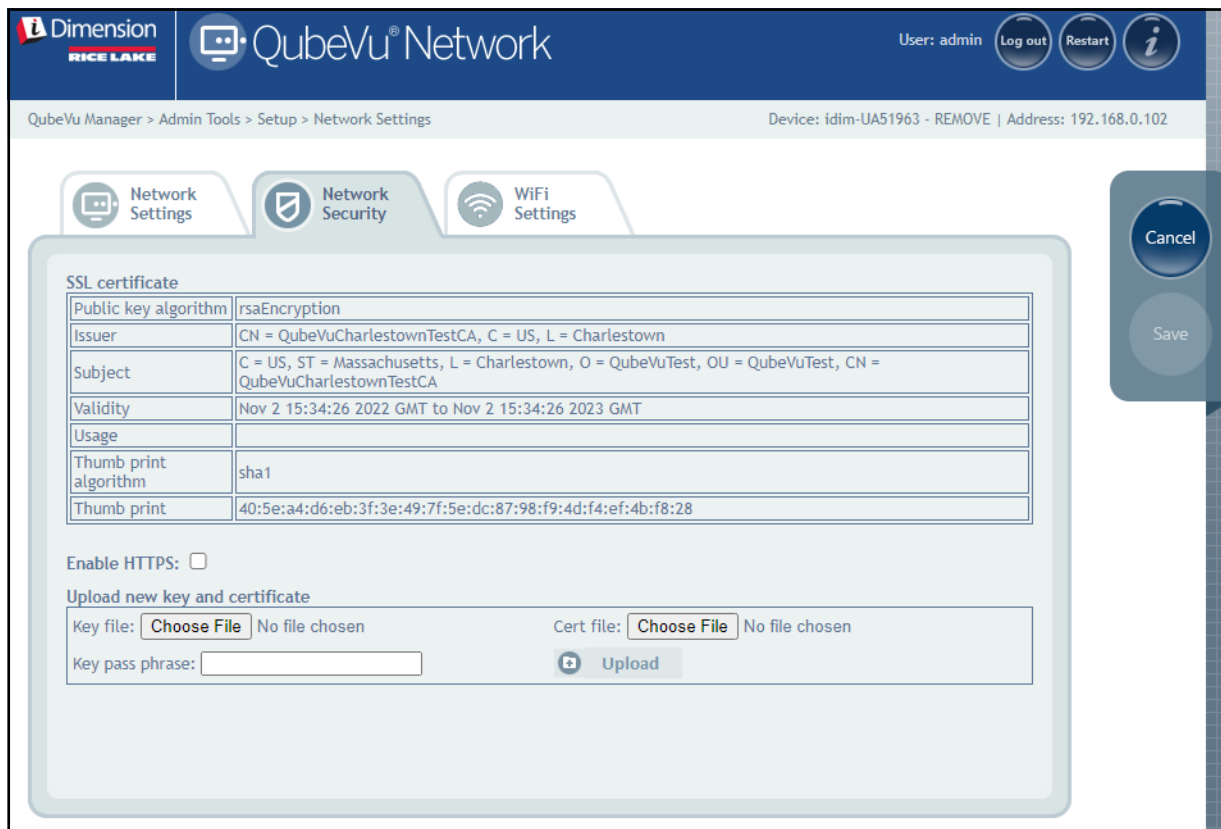 iDimension
RICE LAKE
QubeVu® Network
User: admin
Log out
Restart
i
QubeVu Manager > Admin Tools > Setup > Network Settings
Device: idim-UA51963 - REMOVE | Address: 192.168.0.102
Network
Settings
Network
Security
WiFi
Settings
Cancel
Save
SSL certificate
Public key algorithm rsaEncryption
Issuer CN = QubeVuCharlestownTestCA, C = US, L = Charlestown
Subject C = US, ST = Massachusetts, L = Charlestown, O = QubeVuTest, OU = QubeVuTest, CN =
QubeVuCharlestownTestCA
Validity Nov 2 15:34:26 2022 GMT to Nov 2 15:34:26 2023 GMT
Usage
Thumb print
algorithm sha1
Thumb print 40:5e:a4:d6:eb:3f:3e:49:7f:5e:dc:87:98:f9:4d:f4:ef:4b:f8:28
Enable HTTPS:
Upload new key and certificate
Key file: Choose File No file chosen Cert file: Choose File No file chosen
Key pass phrase: Upload